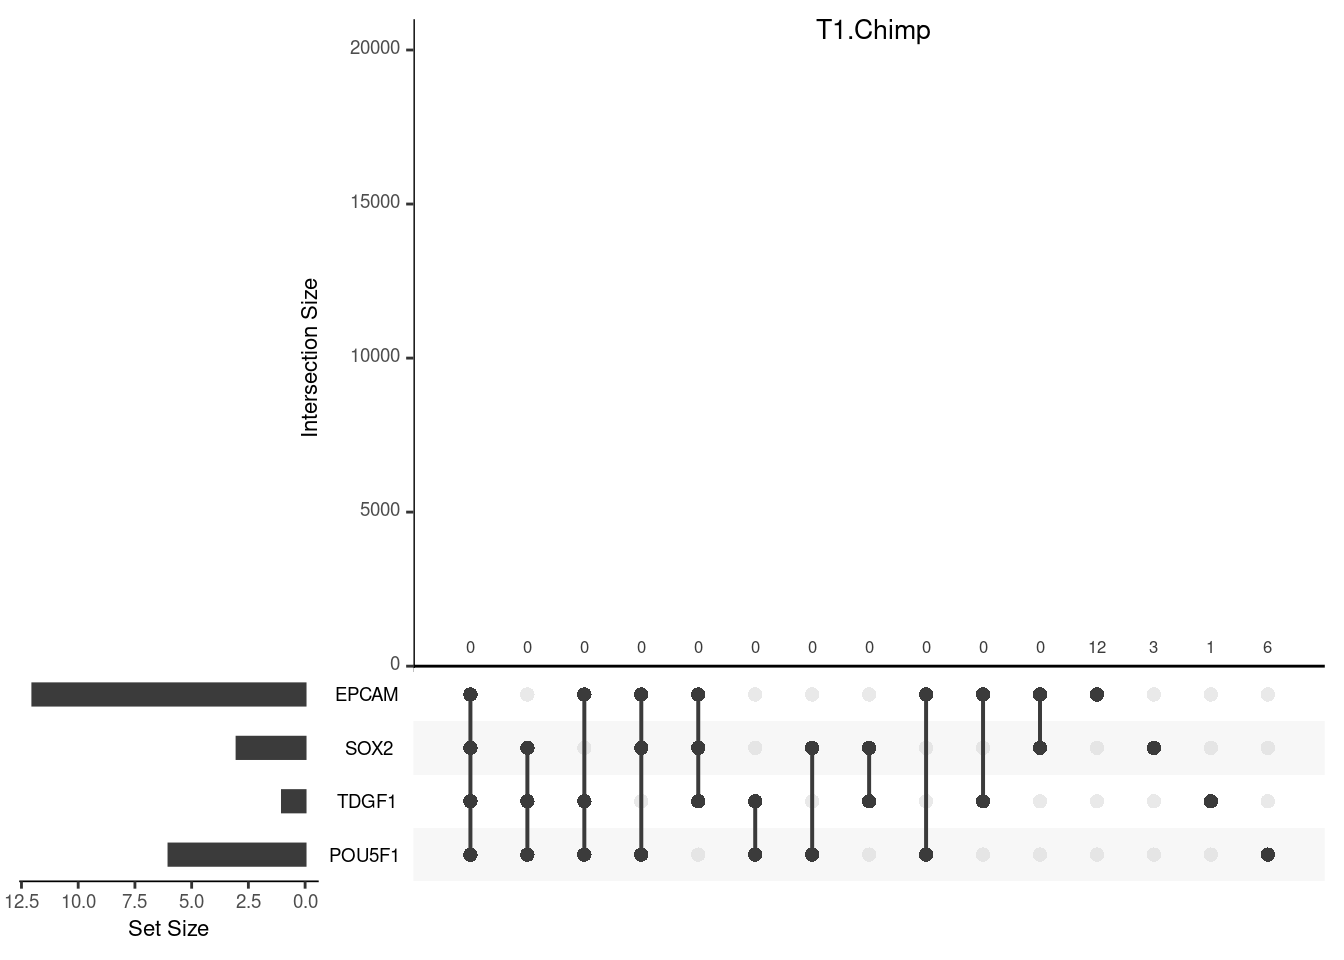 T1.Chimp
20000
15000
10000
5000
0
Intersection Size
0 0 0 0 0 0 0 0 0 0 0 12 3 1 6
EPCAM
SOX2
TDGF1
POU5F1
12.5 10.0 7.5 5.0 2.5 0.0
Set Size